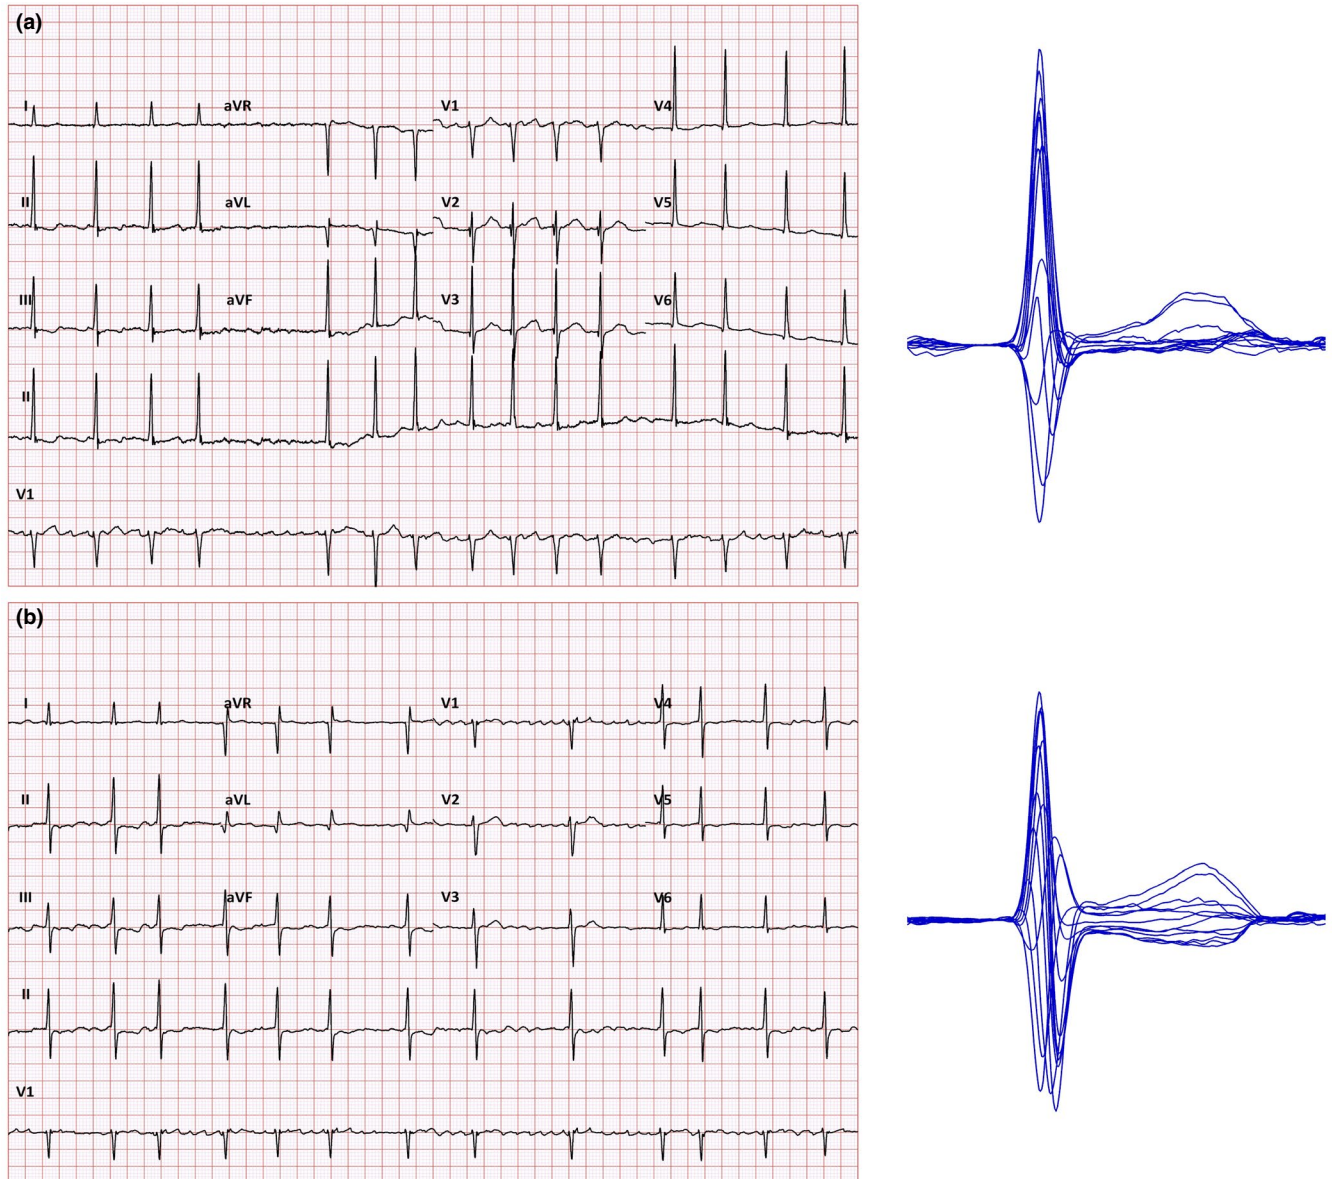 (a)
I aVR V1 V4
II aVL V2 V5
III aVF V3 V6
II
V1
(b)
I aVR V1 V4
II aVL V2 V5
III aVF V3 V6
II
V1